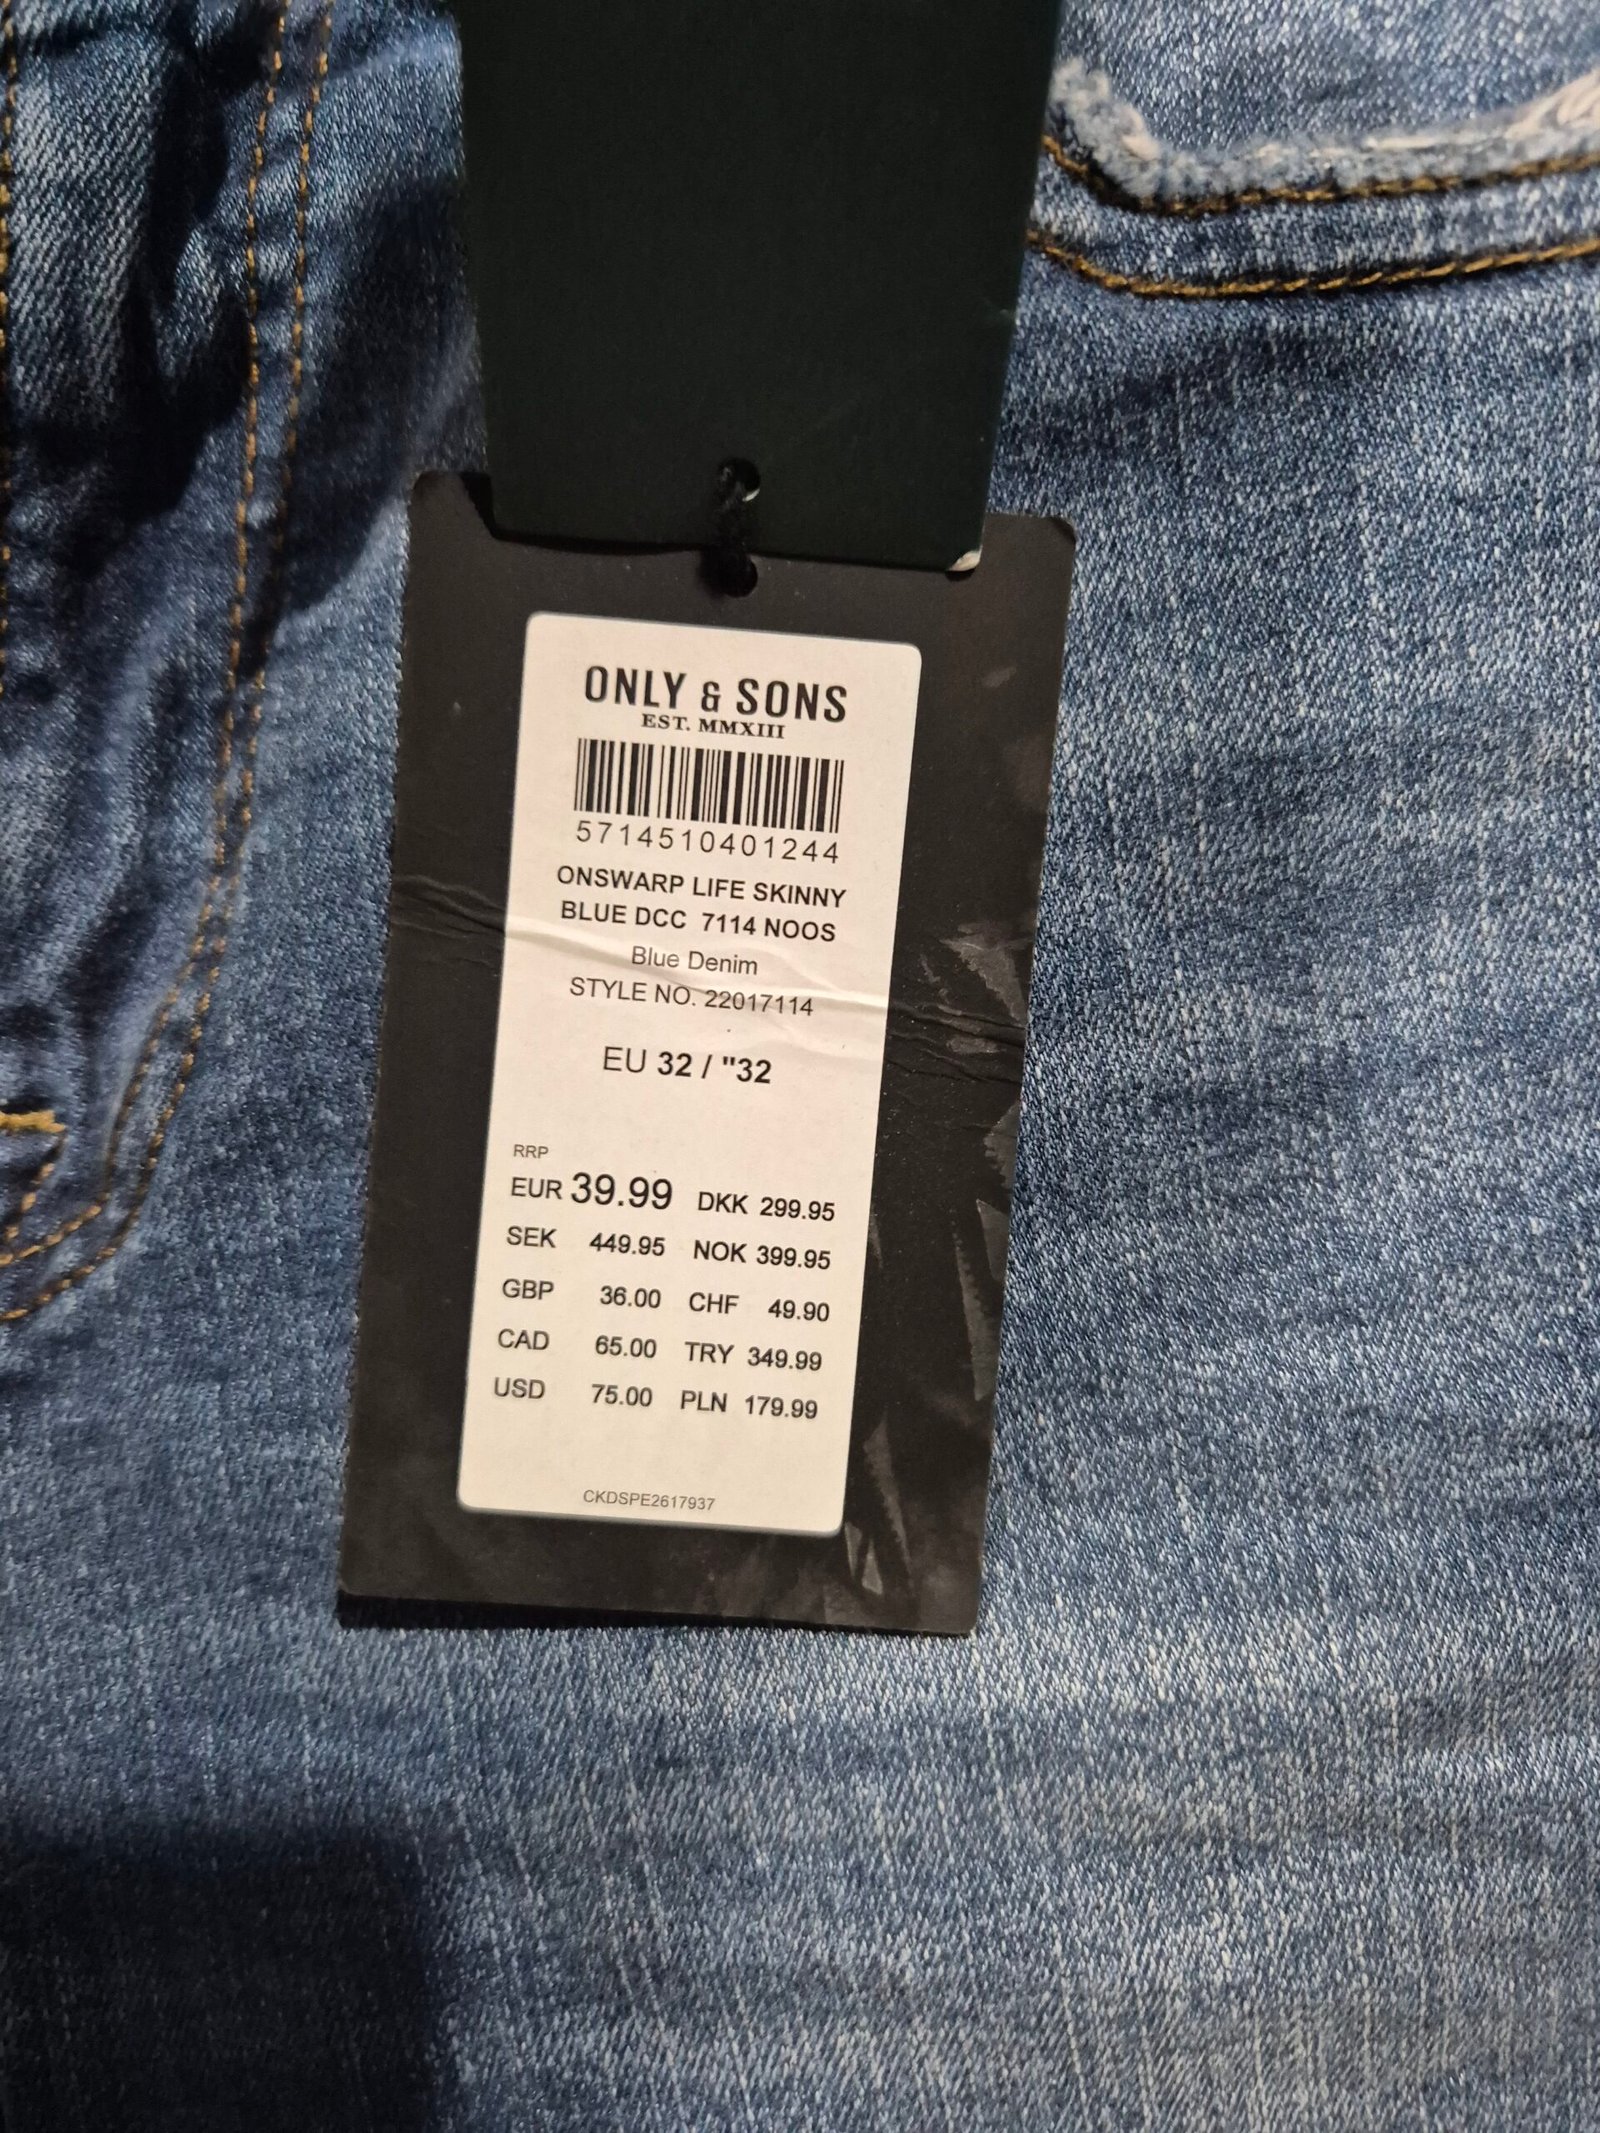 ONLY & SONS
EST. MMXIII
5714510401244
ONSWARP LIFE SKINNY
BLUE DCC 7114 NOOS
Blue Denim
STYLE NO. 22017114
EU 32 / "32
RRP
EUR 39.99 DKK 299.95
SEK 449.95 NOK 399.95
GBP 36.00 CHF 49.90
CAD 65.00 TRY 349.99
USD 75.00 PLN 179.99
CKDSPE2617937